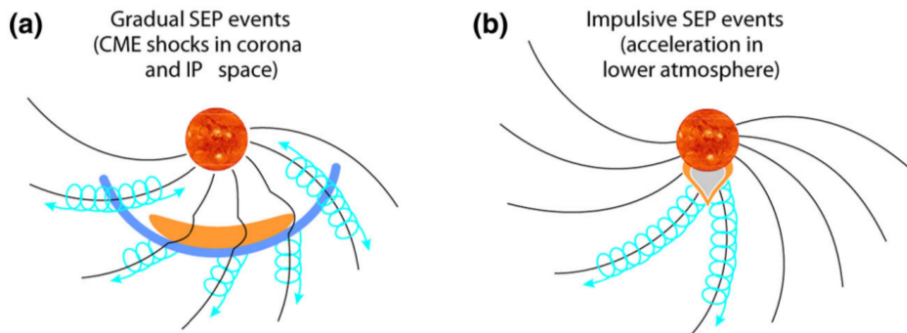 (a)
Gradual SEP events
(CME shocks in corona
and IP space)
(b)
Impulsive SEP events
(acceleration in
lower atmosphere)